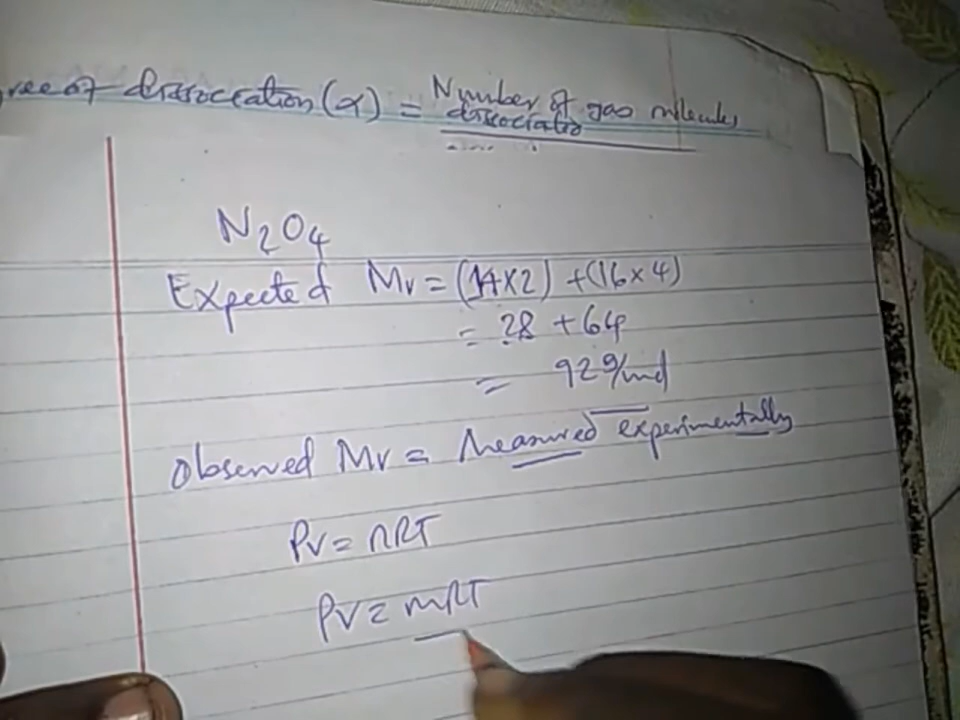 ree of dissociation (α) = Number of gas molecules
dissociated
N2O4
Expected Mr = (14×2) + (16×4)
= 28 + 64
= 92g/mol
Observed Mr = Measured experimentally
PV = nRT
PV = mRT